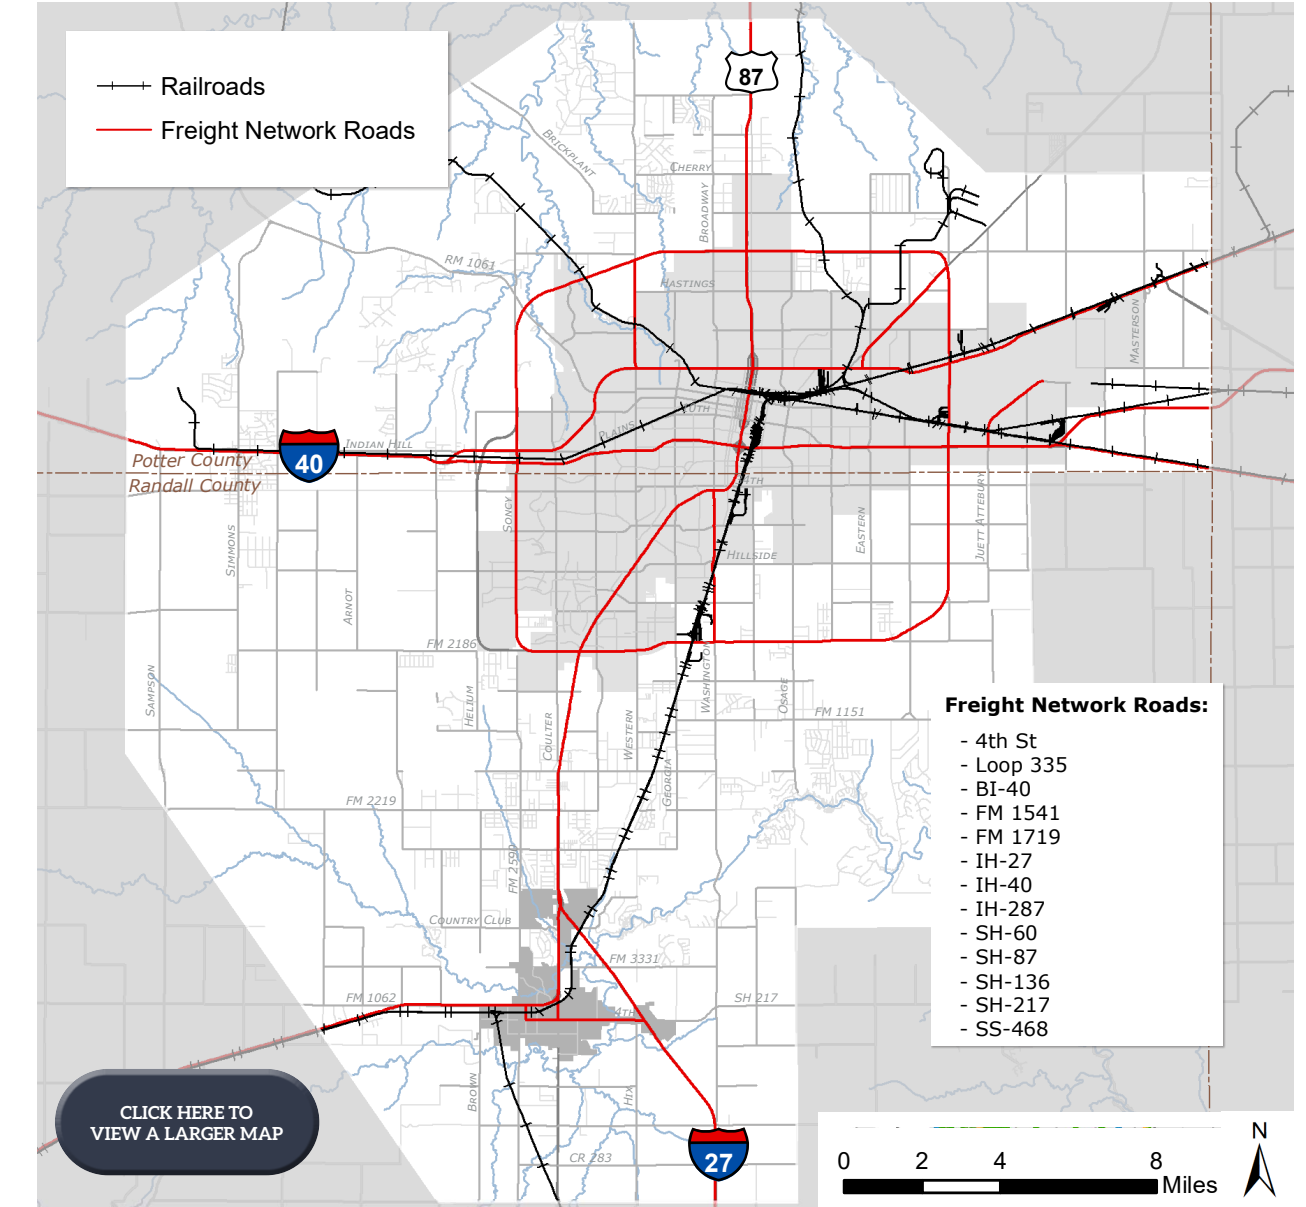 Railroads
Freight Network Roads
87
BRICKPLANT
CHERRY
BROADWAY
RM 1061
HASTINGS
MASTERSON
PLAINS
INDIAN HILL
40
Potter County
Randall County
SONCY
SIMMONS
ARNOT
HILLSIDE
EASTERN
JUETT ATTEBURY
FM 2186
SAMPSON
HELIUM
COULTER
WESTERN
GEORGIA
WASHINGTON
OSAGE
FM 1151
FM 2219
FM 2590
COUNTRY CLUB
FM 3331
FM 1062
4TH
SH 217
BROWN
HIX
CR 283
27
Freight Network Roads:
- 4th St
- Loop 335
- BI-40
- FM 1541
- FM 1719
- IH-27
- IH-40
- IH-287
- SH-60
- SH-87
- SH-136
- SH-217
- SS-468
CLICK HERE TO
VIEW A LARGER MAP
N
0 2 4 8
Miles